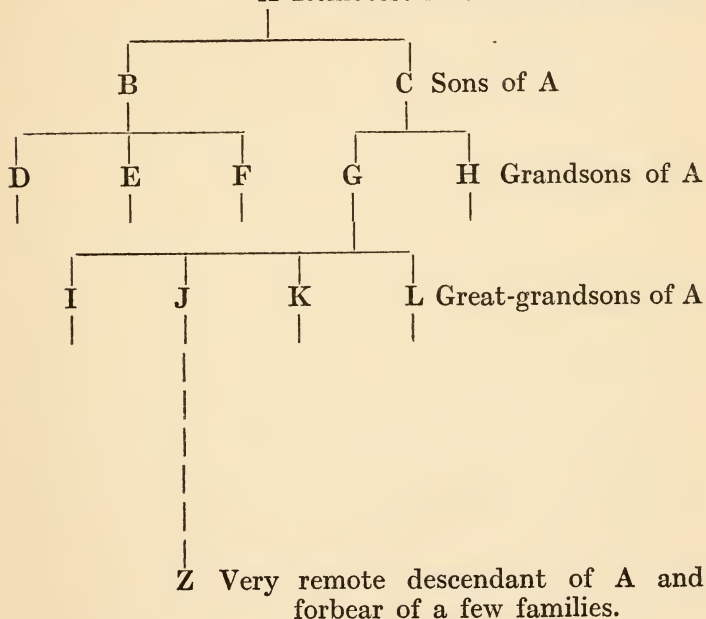 B C Sons of A
D E F G H Grandsons of A
I J K L Great-grandsons of A
Z Very remote descendant of A and
forbear of a few families.